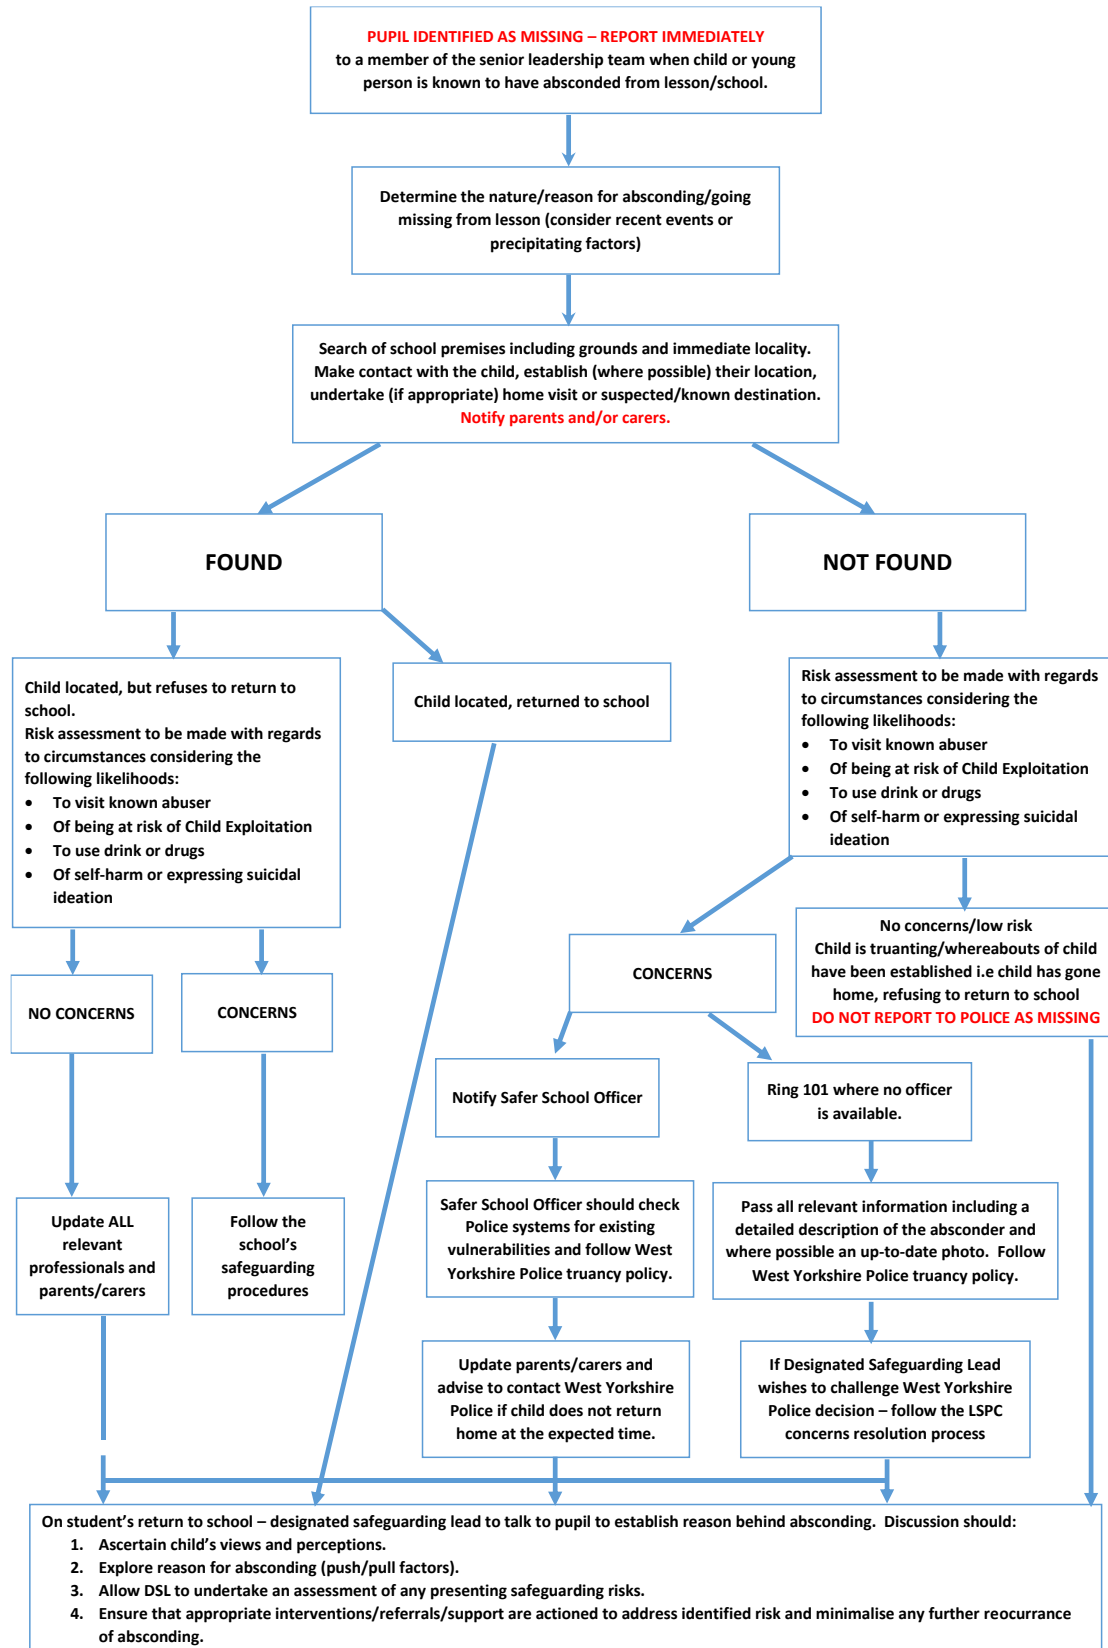 PUPIL IDENTIFIED AS MISSING – REPORT IMMEDIATELY
to a member of the senior leadership team when child or young
person is known to have absconded from lesson/school.
Determine the nature/reason for absconding/going
missing from lesson (consider recent events or
precipitating factors)
Search of school premises including grounds and immediate locality.
Make contact with the child, establish (where possible) their location,
undertake (if appropriate) home visit or suspected/known destination.
Notify parents and/or carers.
FOUND
NOT FOUND
Child located, but refuses to return to
school.
Risk assessment to be made with regards
to circumstances considering the
following likelihoods:
• To visit known abuser
• Of being at risk of Child Exploitation
• To use drink or drugs
• Of self-harm or expressing suicidal
ideation
Child located, returned to school
Risk assessment to be made with regards
to circumstances considering the
following likelihoods:
• To visit known abuser
• Of being at risk of Child Exploitation
• To use drink or drugs
• Of self-harm or expressing suicidal
ideation
NO CONCERNS
CONCERNS
CONCERNS
No concerns/low risk
Child is truanting/whereabouts of child
have been established i.e child has gone
home, refusing to return to school
DO NOT REPORT TO POLICE AS MISSING
Notify Safer School Officer
Ring 101 where no officer
is available.
Update ALL
relevant
professionals and
parents/carers
Follow the
school's
safeguarding
procedures
Safer School Officer should check
Police systems for existing
vulnerabilities and follow West
Yorkshire Police truancy policy.
Pass all relevant information including a
detailed description of the absconder and
where possible an up-to-date photo. Follow
West Yorkshire Police truancy policy.
Update parents/carers and
advise to contact West Yorkshire
Police if child does not return
home at the expected time.
If Designated Safeguarding Lead
wishes to challenge West Yorkshire
Police decision – follow the LSPC
concerns resolution process
On student's return to school – designated safeguarding lead to talk to pupil to establish reason behind absconding. Discussion should:
1. Ascertain child's views and perceptions.
2. Explore reason for absconding (push/pull factors).
3. Allow DSL to undertake an assessment of any presenting safeguarding risks.
4. Ensure that appropriate interventions/referrals/support are actioned to address identified risk and minimalise any further reocurrance
of absconding.